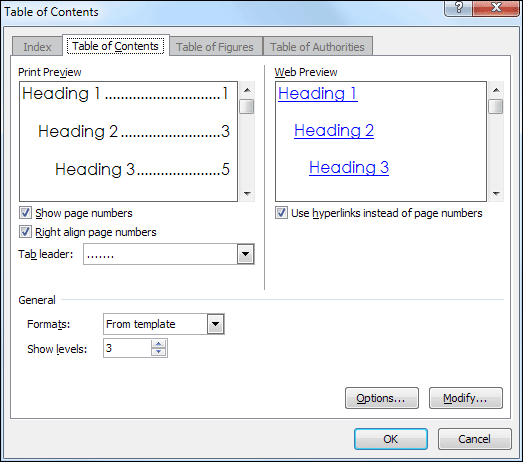 Table of Contents
Index Table of Contents Table of Figures Table of Authorities
Print Preview
Heading 1 ............................1
Heading 2 ........................3
Heading 3 ....................5
Show page numbers
Right align page numbers
Tab leader: .......
Web Preview
Heading 1
Heading 2
Heading 3
Use hyperlinks instead of page numbers
General
Formats: From template
Show levels: 3
Options... Modify...
OK Cancel